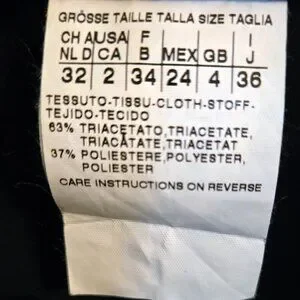 GRÖSSE TAILLE TALLA SIZE TAGLIA
CH A USA F I
NL D CA B MEX GB J
32 2 34 24 4 36
TESSUTO-TISSU-CLOTH-STOFF-
TEJIDO-TECIDO
63% TRIACETATO,TRIACETATE,
TRIACÄTATE,TRIACETAT
37% POLIESTERE,POLYESTER,
POLIESTER
CARE INSTRUCTIONS ON REVERSE